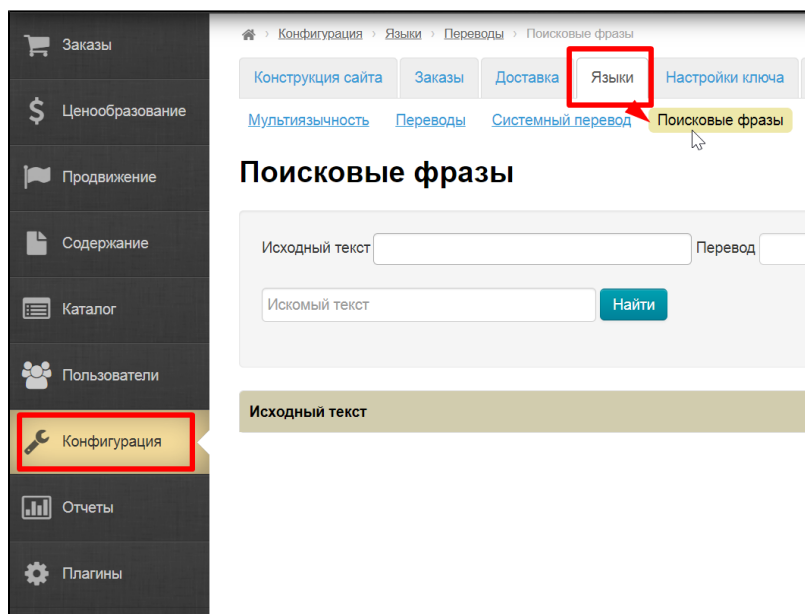 Заказы
Ценообразование
Продвижение
Содержание
Каталог
Пользователи
Конфигурация
Отчеты
Плагины
Конфигурация › Языки › Переводы › Поисковые фразы
Конструкция сайта Заказы Доставка Языки Настройки ключа
Мультиязычность Переводы Системный перевод Поисковые фразы
Поисковые фразы
Исходный текст Перевод
Искомый текст Найти
Исходный текст